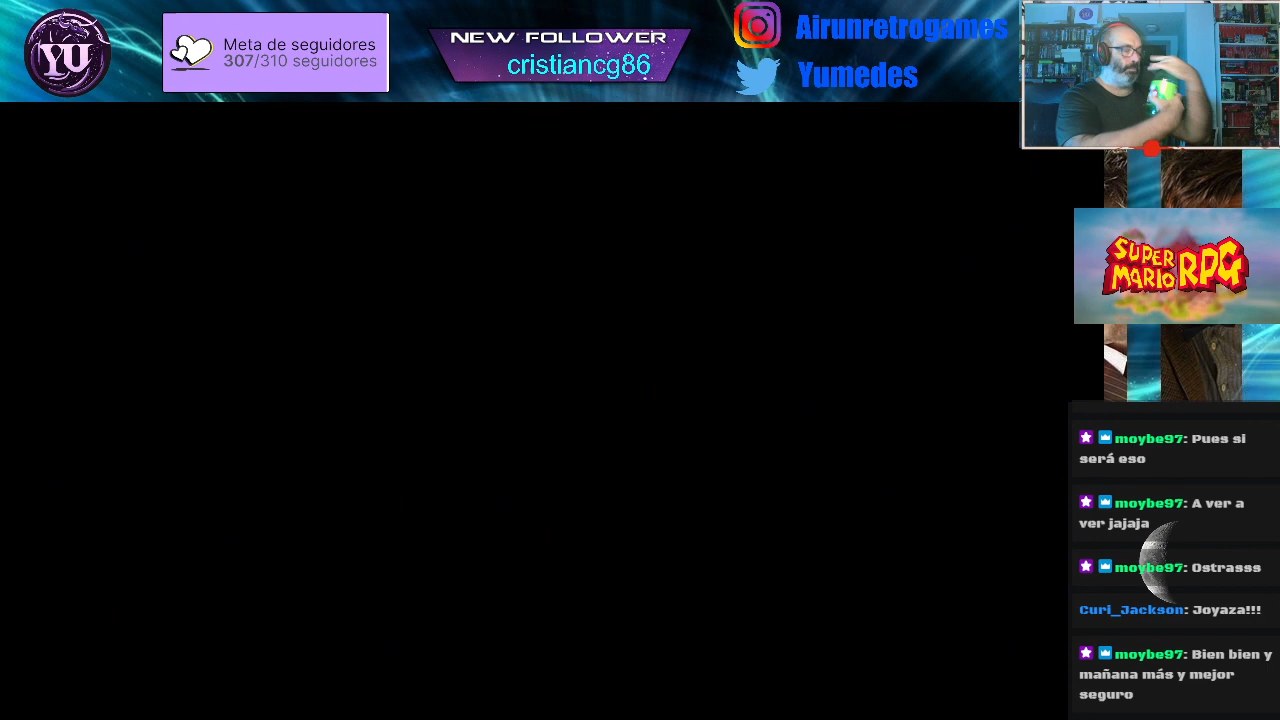 YU
Meta de seguidores
307/310 seguidores
NEW FOLLOWER
cristiancg86
Airunretrogames
Yumedes
SUPER
MARIO RPG
moybe97: Pues si
será eso
moybe97: A ver a
ver jajaja
moybe97: Ostrasss
Curi_Jackson: Joyaza!!!
moybe97: Bien bien y
mañana más y mejor
seguro